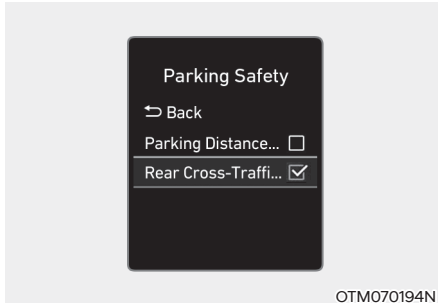 Parking Safety
Back
Parking Distance...
Rear Cross-Traffi...
OTM070194N